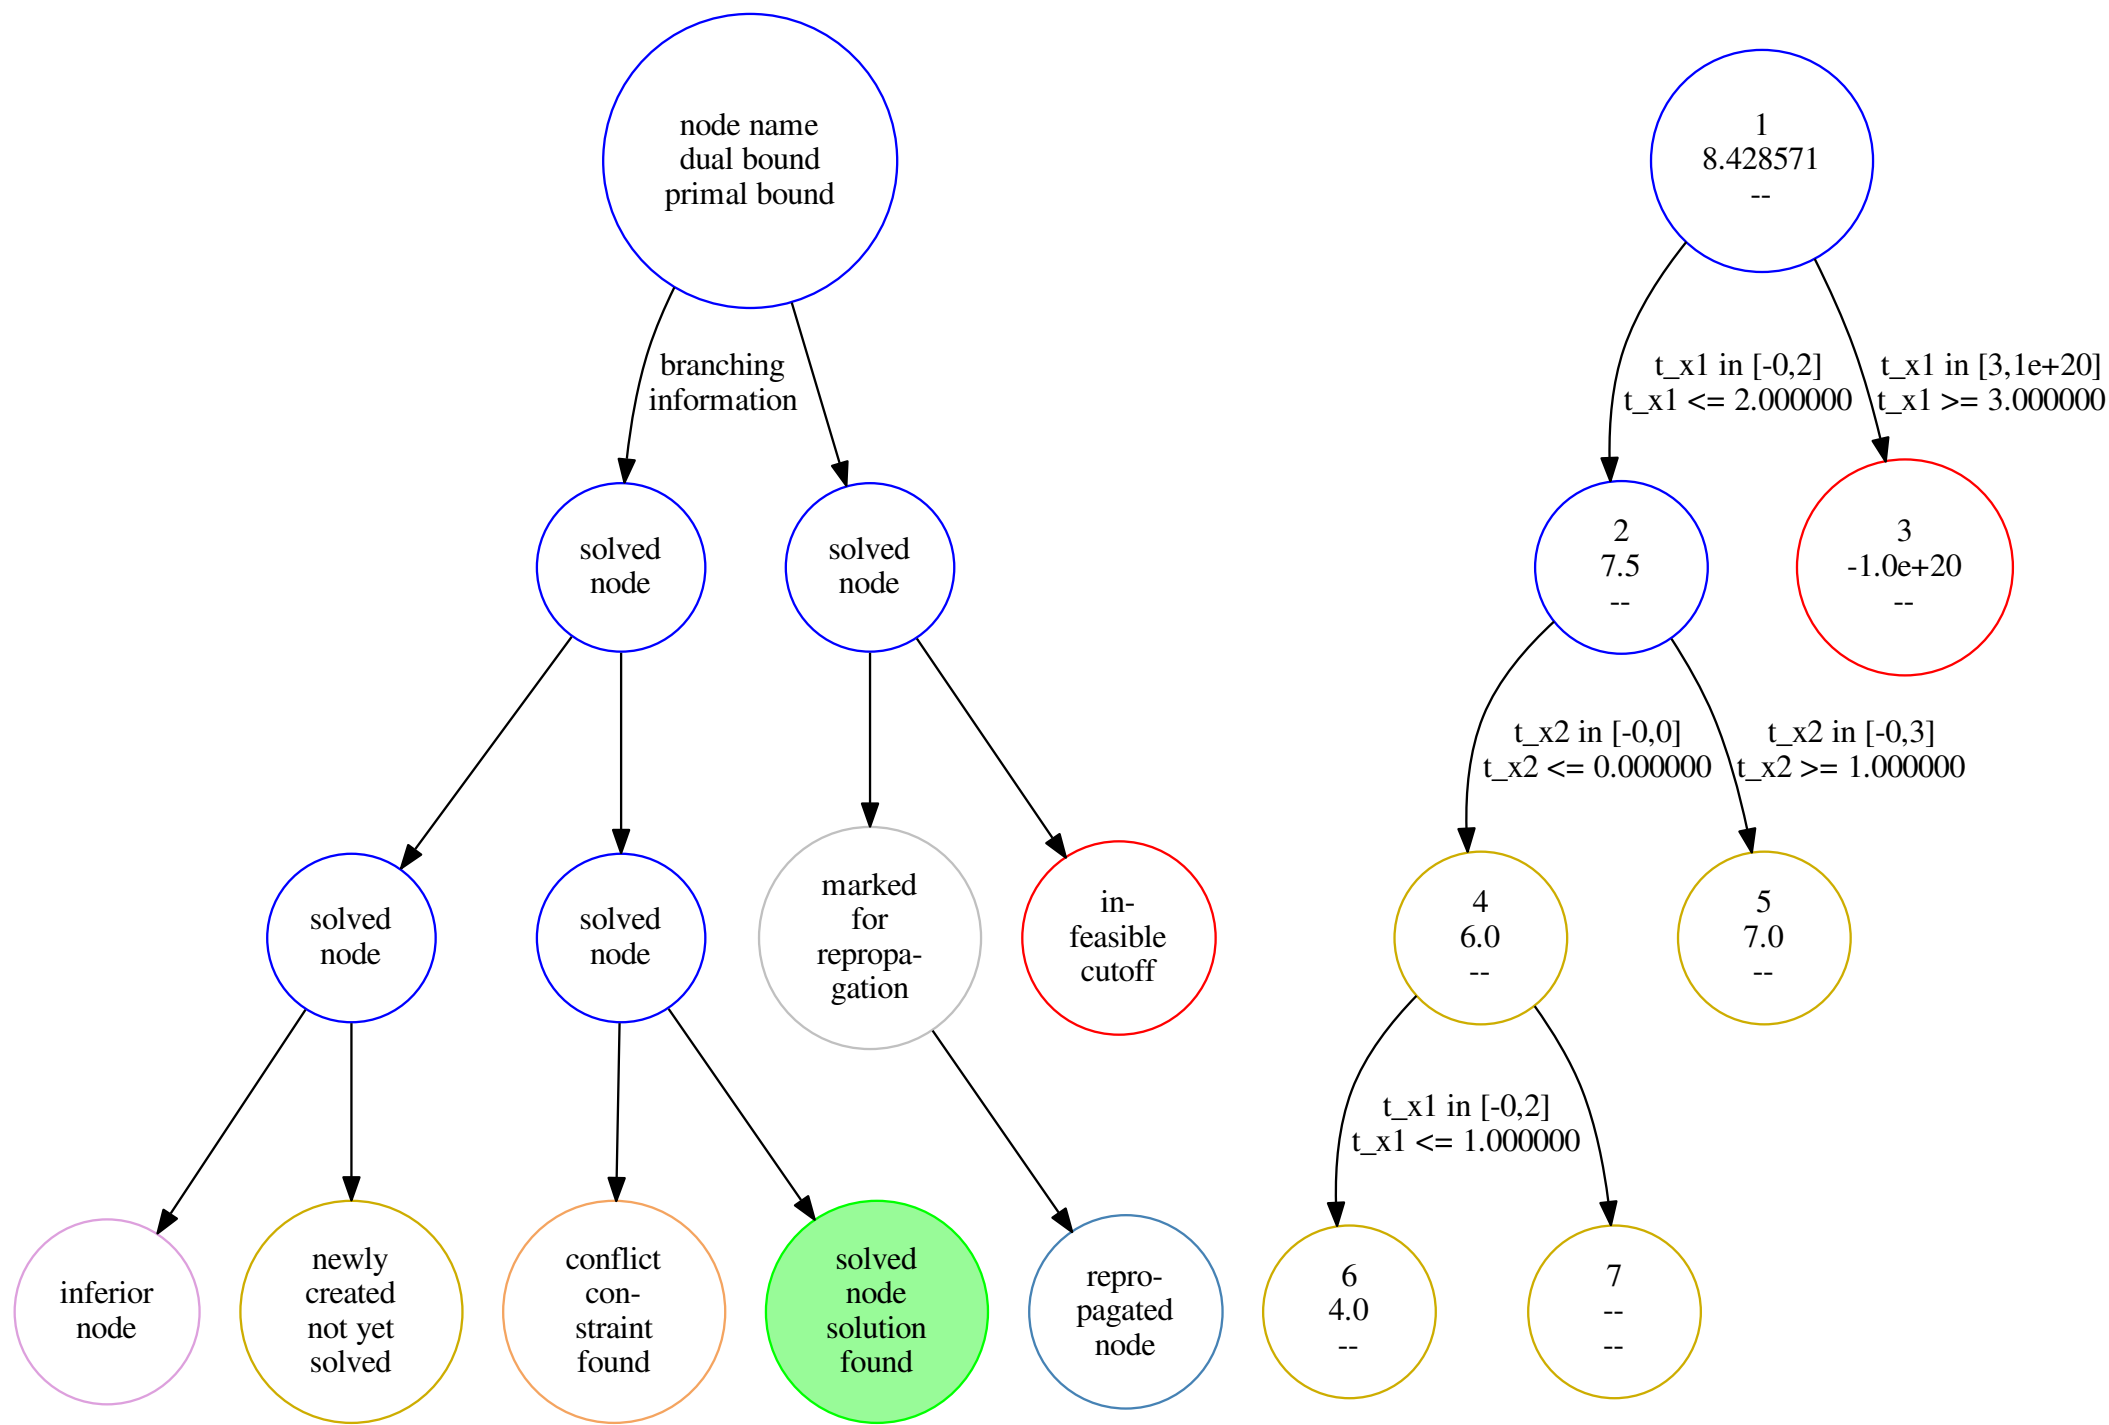 node name
dual bound
primal bound
branching
information
solved
node
solved
node
solved
node
solved
node
marked
for
repropa-
gation
in-
feasible
cutoff
inferior
node
newly
created
not yet
solved
conflict
con-
straint
found
solved
node
solution
found
repro-
pagated
node
1
8.428571
--
t_x1 in [-0,2]
t_x1 <= 2.000000
t_x1 in [3,1e+20]
t_x1 >= 3.000000
2
7.5
--
3
-1.0e+20
--
t_x2 in [-0,0]
t_x2 <= 0.000000
t_x2 in [-0,3]
t_x2 >= 1.000000
4
6.0
--
5
7.0
--
t_x1 in [-0,2]
t_x1 <= 1.000000
6
4.0
--
7
--
--